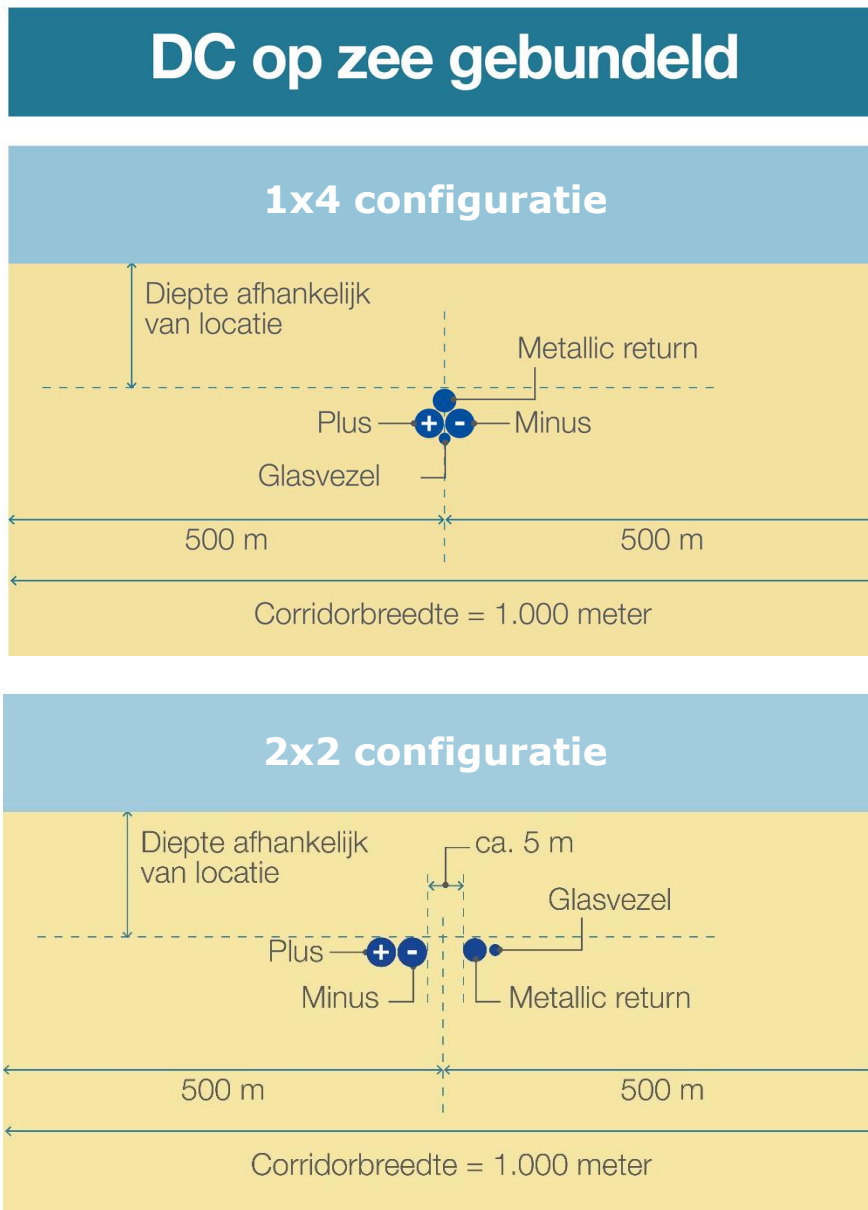 DC op zee gebundeld
1x4 configuratie
Diepte afhankelijk
van locatie
Metallic return
Plus
+
-
Minus
Glasvezel
500 m
500 m
Corridorbreedte = 1.000 meter
2x2 configuratie
Diepte afhankelijk
van locatie
ca. 5 m
Glasvezel
Plus
+
-
Minus
Metallic return
500 m
500 m
Corridorbreedte = 1.000 meter